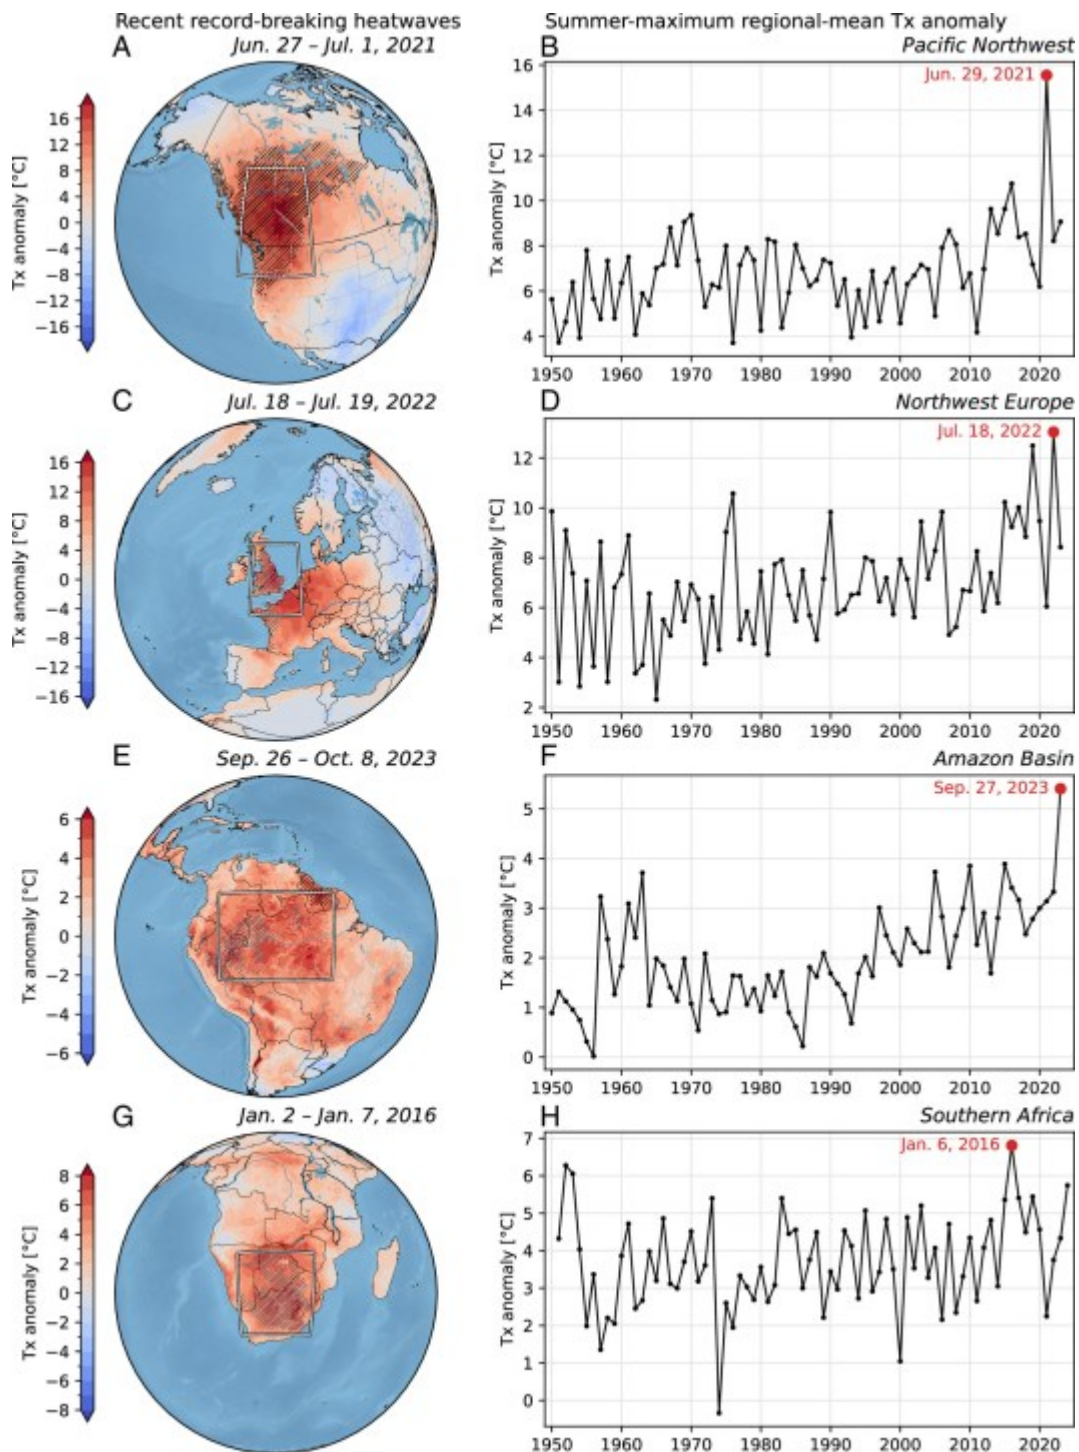 Recent record-breaking heatwaves
Summer-maximum regional-mean Tx anomaly
A
Jun. 27 – Jul. 1, 2021
Tx anomaly [°C]
16
12
8
4
0
−4
−8
−12
−16
B
Pacific Northwest
Jun. 29, 2021
Tx anomaly [°C]
16
14
12
10
8
6
4
1950 1960 1970 1980 1990 2000 2010 2020
C
Jul. 18 – Jul. 19, 2022
Tx anomaly [°C]
16
12
8
4
0
−4
−8
−12
−16
D
Northwest Europe
Jul. 18, 2022
Tx anomaly [°C]
12
10
8
6
4
2
1950 1960 1970 1980 1990 2000 2010 2020
E
Sep. 26 – Oct. 8, 2023
Tx anomaly [°C]
6
4
2
0
−2
−4
−6
F
Amazon Basin
Sep. 27, 2023
Tx anomaly [°C]
5
4
3
2
1
0
1950 1960 1970 1980 1990 2000 2010 2020
G
Jan. 2 – Jan. 7, 2016
Tx anomaly [°C]
8
6
4
2
0
−2
−4
−6
−8
H
Southern Africa
Jan. 6, 2016
Tx anomaly [°C]
7
6
5
4
3
2
1
0
1950 1960 1970 1980 1990 2000 2010 2020